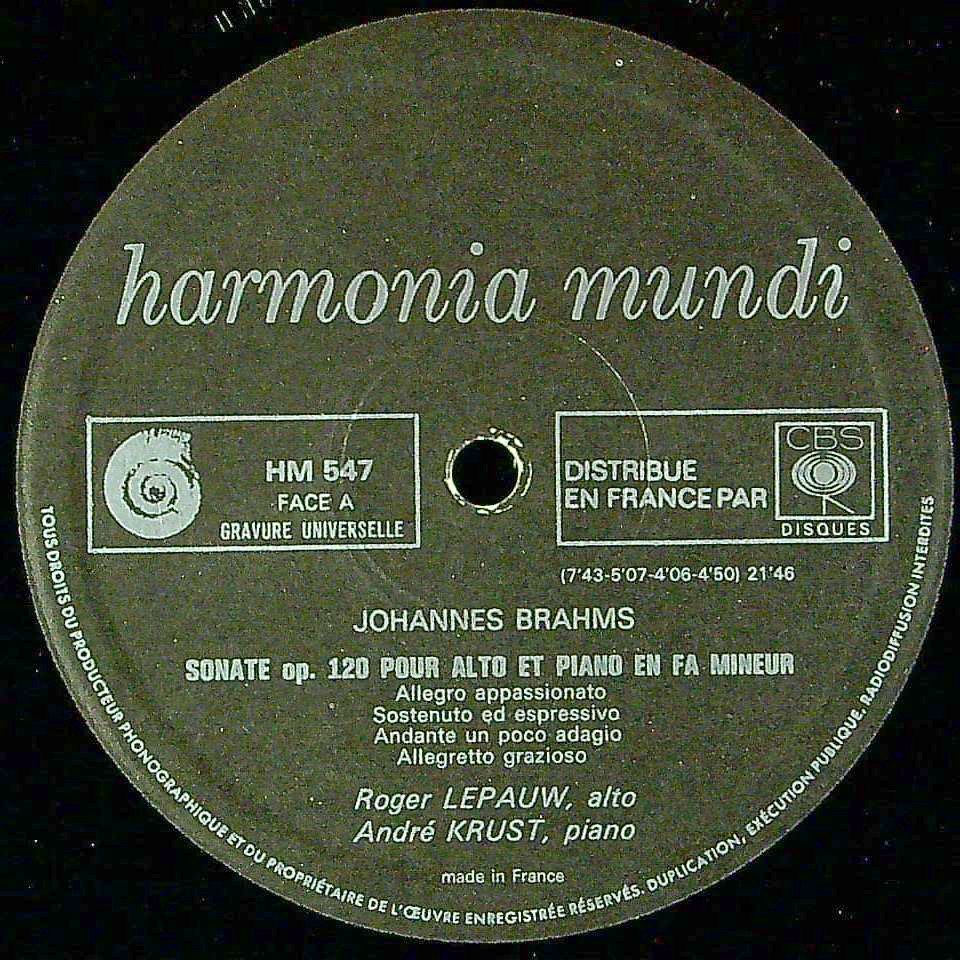 harmonia mundi
HM 547
FACE A
GRAVURE UNIVERSELLE
DISTRIBUE
EN FRANCE PAR
CBS
DISQUES
(7'43-5'07-4'06-4'50) 21'46
JOHANNES BRAHMS
SONATE op. 120 POUR ALTO ET PIANO EN FA MINEUR
Allegro appassionato
Sostenuto ed espressivo
Andante un poco adagio
Allegretto grazioso
Roger LEPAUW, alto
André KRUST, piano
made in France
TOUS DROITS DU PRODUCTEUR PHONOGRAPHIQUE ET DU PROPRIÉTAIRE DE L'ŒUVRE ENREGISTRÉE RÉSERVÉS. DUPLICATION, EXÉCUTION PUBLIQUE, RADIODIFFUSION INTERDITES